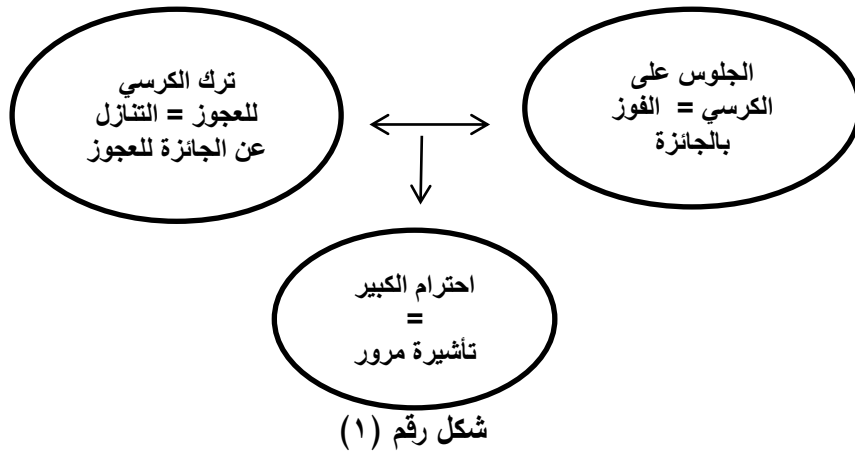 الجلوس على
الكرسي = الفوز
بالجائزة
ترك الكرسي
للعجوز = التنازل
عن الجائزة للعجوز
احترام الكبير
=
تأشيرة مرور
شكل رقم (١)